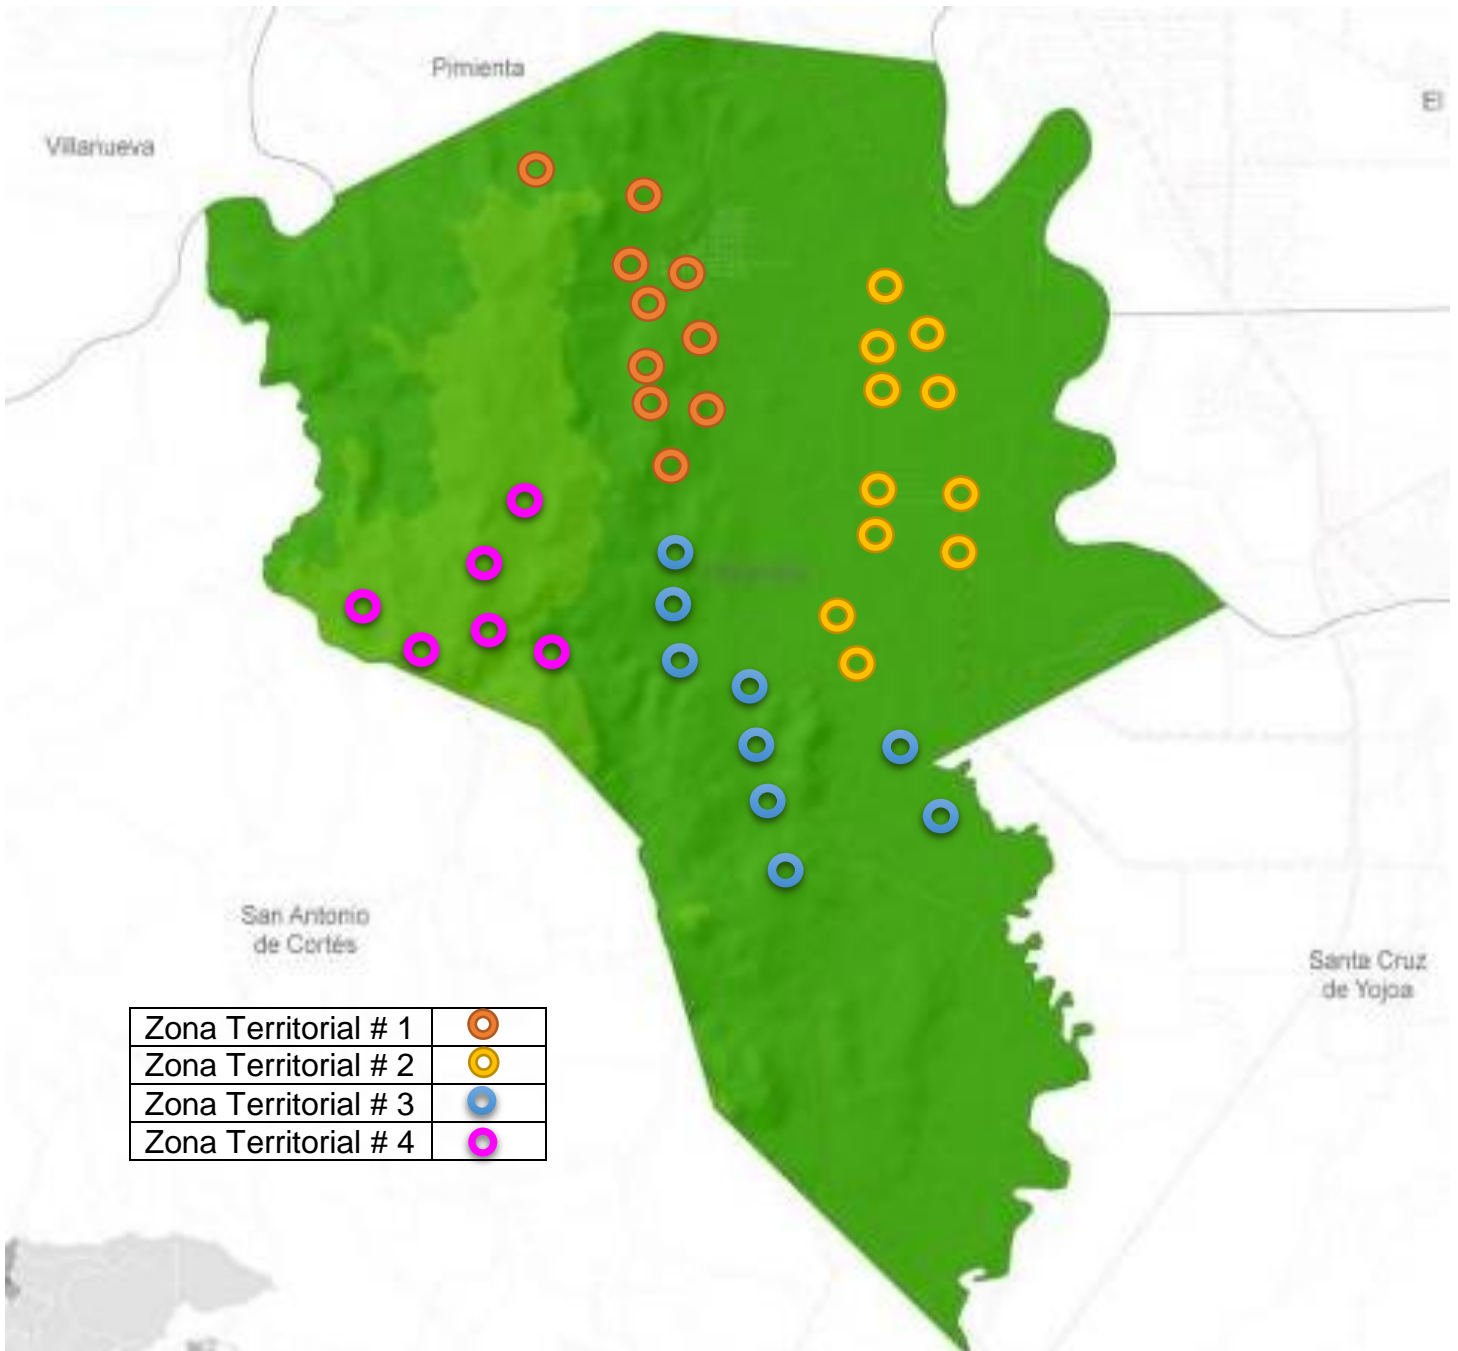 Pimienta
El
Villanueva
San Antonio
de Cortés
Santa Cruz
de Yojoa
Zona Territorial # 1
Zona Territorial # 2
Zona Territorial # 3
Zona Territorial # 4